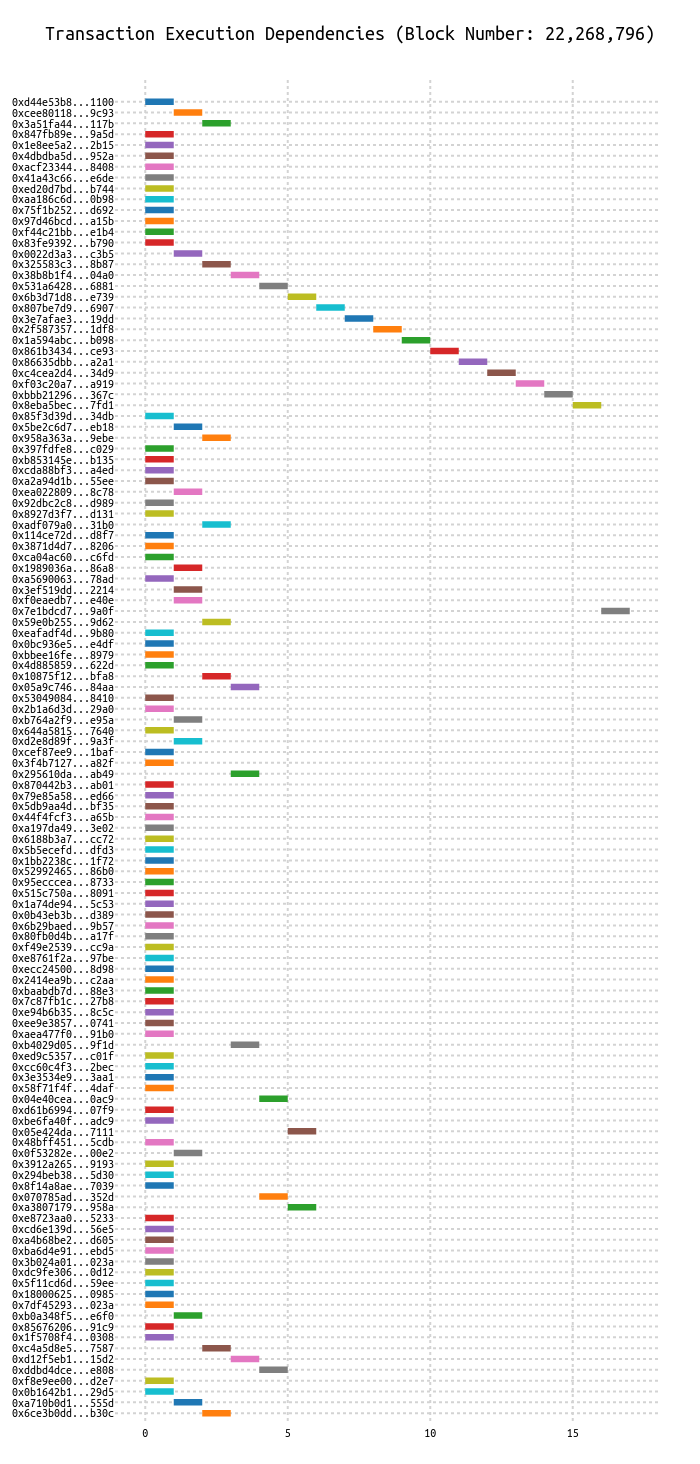 Transaction Execution Dependencies (Block Number: 22,268,796)
0xd44e53b8...1100
0xcee80118...9c93
0x3a51fa44...117b
0x847fb89e...9a5d
0x1e8ee5a2...2b15
0x4dbdba5d...952a
0xacf23344...8408
0x41a43c66...e6de
0xed20d7bd...b744
0xaa186c6d...0b98
0x75f1b252...d692
0x97d46bcd...a15b
0xf44c21bb...e1b4
0x83fe9392...b790
0x0022d3a3...c3b5
0x325583c3...8b87
0x38b8b1f4...04a0
0x531a6428...6881
0x6b3d71d8...e739
0x807be7d9...6907
0x3e7afae3...19dd
0x2f587357...1df8
0x1a594abc...b098
0x861b3434...ce93
0x86635dbb...a2a1
0xc4cea2d4...34d9
0xf03c20a7...a919
0xbbb21296...367c
0x8eba5bec...7fd1
0x85f3d39d...34db
0x5be2c6d7...eb18
0x958a363a...9ebe
0x397fdfe8...c029
0xb853145e...b135
0xcda88bf3...a4ed
0xa2a94d1b...55ee
0xea022809...8c78
0x92dbc2c8...d989
0x8927d3f7...d131
0xadf079a0...31b0
0x114ce72d...d8f7
0x3871d4d7...8206
0xca04ac60...c6fd
0x1989036a...86a8
0xa5690063...78ad
0x3ef519dd...2214
0xf0eaedb7...e40e
0x7e1bdcd7...9a0f
0x59e0b255...9d62
0xeafadf4d...9b80
0x0bc936e5...e4df
0xbbee16fe...8979
0x4d885859...622d
0x10875f12...bfa8
0x05a9c746...84aa
0x53049084...8410
0x2b1a6d3d...29a0
0xb764a2f9...e95a
0x644a5815...7640
0xd2e8d89f...9a3f
0xcef87ee9...1baf
0x3f4b7127...a82f
0x295610da...ab49
0x870442b3...ab01
0x79e85a58...ed66
0x5db9aa4d...bf35
0x44f4fcf3...a65b
0xa197da49...3e02
0x6188b3a7...cc72
0x5b5ecefd...dfd3
0x1bb2238c...1f72
0x52992465...86b0
0x95ecccea...8733
0x515c750a...8091
0x1a74de94...5c53
0x0b43eb3b...d389
0x6b29baed...9b57
0x80fb0d4b...a17f
0xf49e2539...cc9a
0xe8761f2a...97be
0xecc24500...8d98
0x2414ea9b...c2aa
0xbaabdb7d...88e3
0x7c87fb1c...27b8
0xe94b6b35...8c5c
0xee9e3857...0741
0xaea477f0...91b0
0xb4029d05...9f1d
0xed9c5357...c01f
0xcc60c4f3...2bec
0x3e3534e9...3aa1
0x58f71f4f...4daf
0x04e40cea...0ac9
0xd61b6994...07f9
0xbe6fa40f...adc9
0x05e424da...7111
0x48bff451...5cdb
0x0f53282e...00e2
0x3912a265...9193
0x294beb38...5d30
0x8f14a8ae...7039
0x070785ad...352d
0xa3807179...958a
0xe8723aa0...5233
0xcd6e139d...56e5
0xa4b68be2...d605
0xba6d4e91...ebd5
0x3b024a01...023a
0xdc9fe306...0d12
0x5f11cd6d...59ee
0x18000625...0985
0x7df45293...023a
0xb0a348f5...e6f0
0x85676206...91c9
0x1f5708f4...0308
0xc4a5d8e5...7587
0xd12f5eb1...15d2
0xddbd4dce...e808
0xf8e9ee00...d2e7
0x0b1642b1...29d5
0xa710b0d1...555d
0x6ce3b0dd...b30c
0 5 10 15